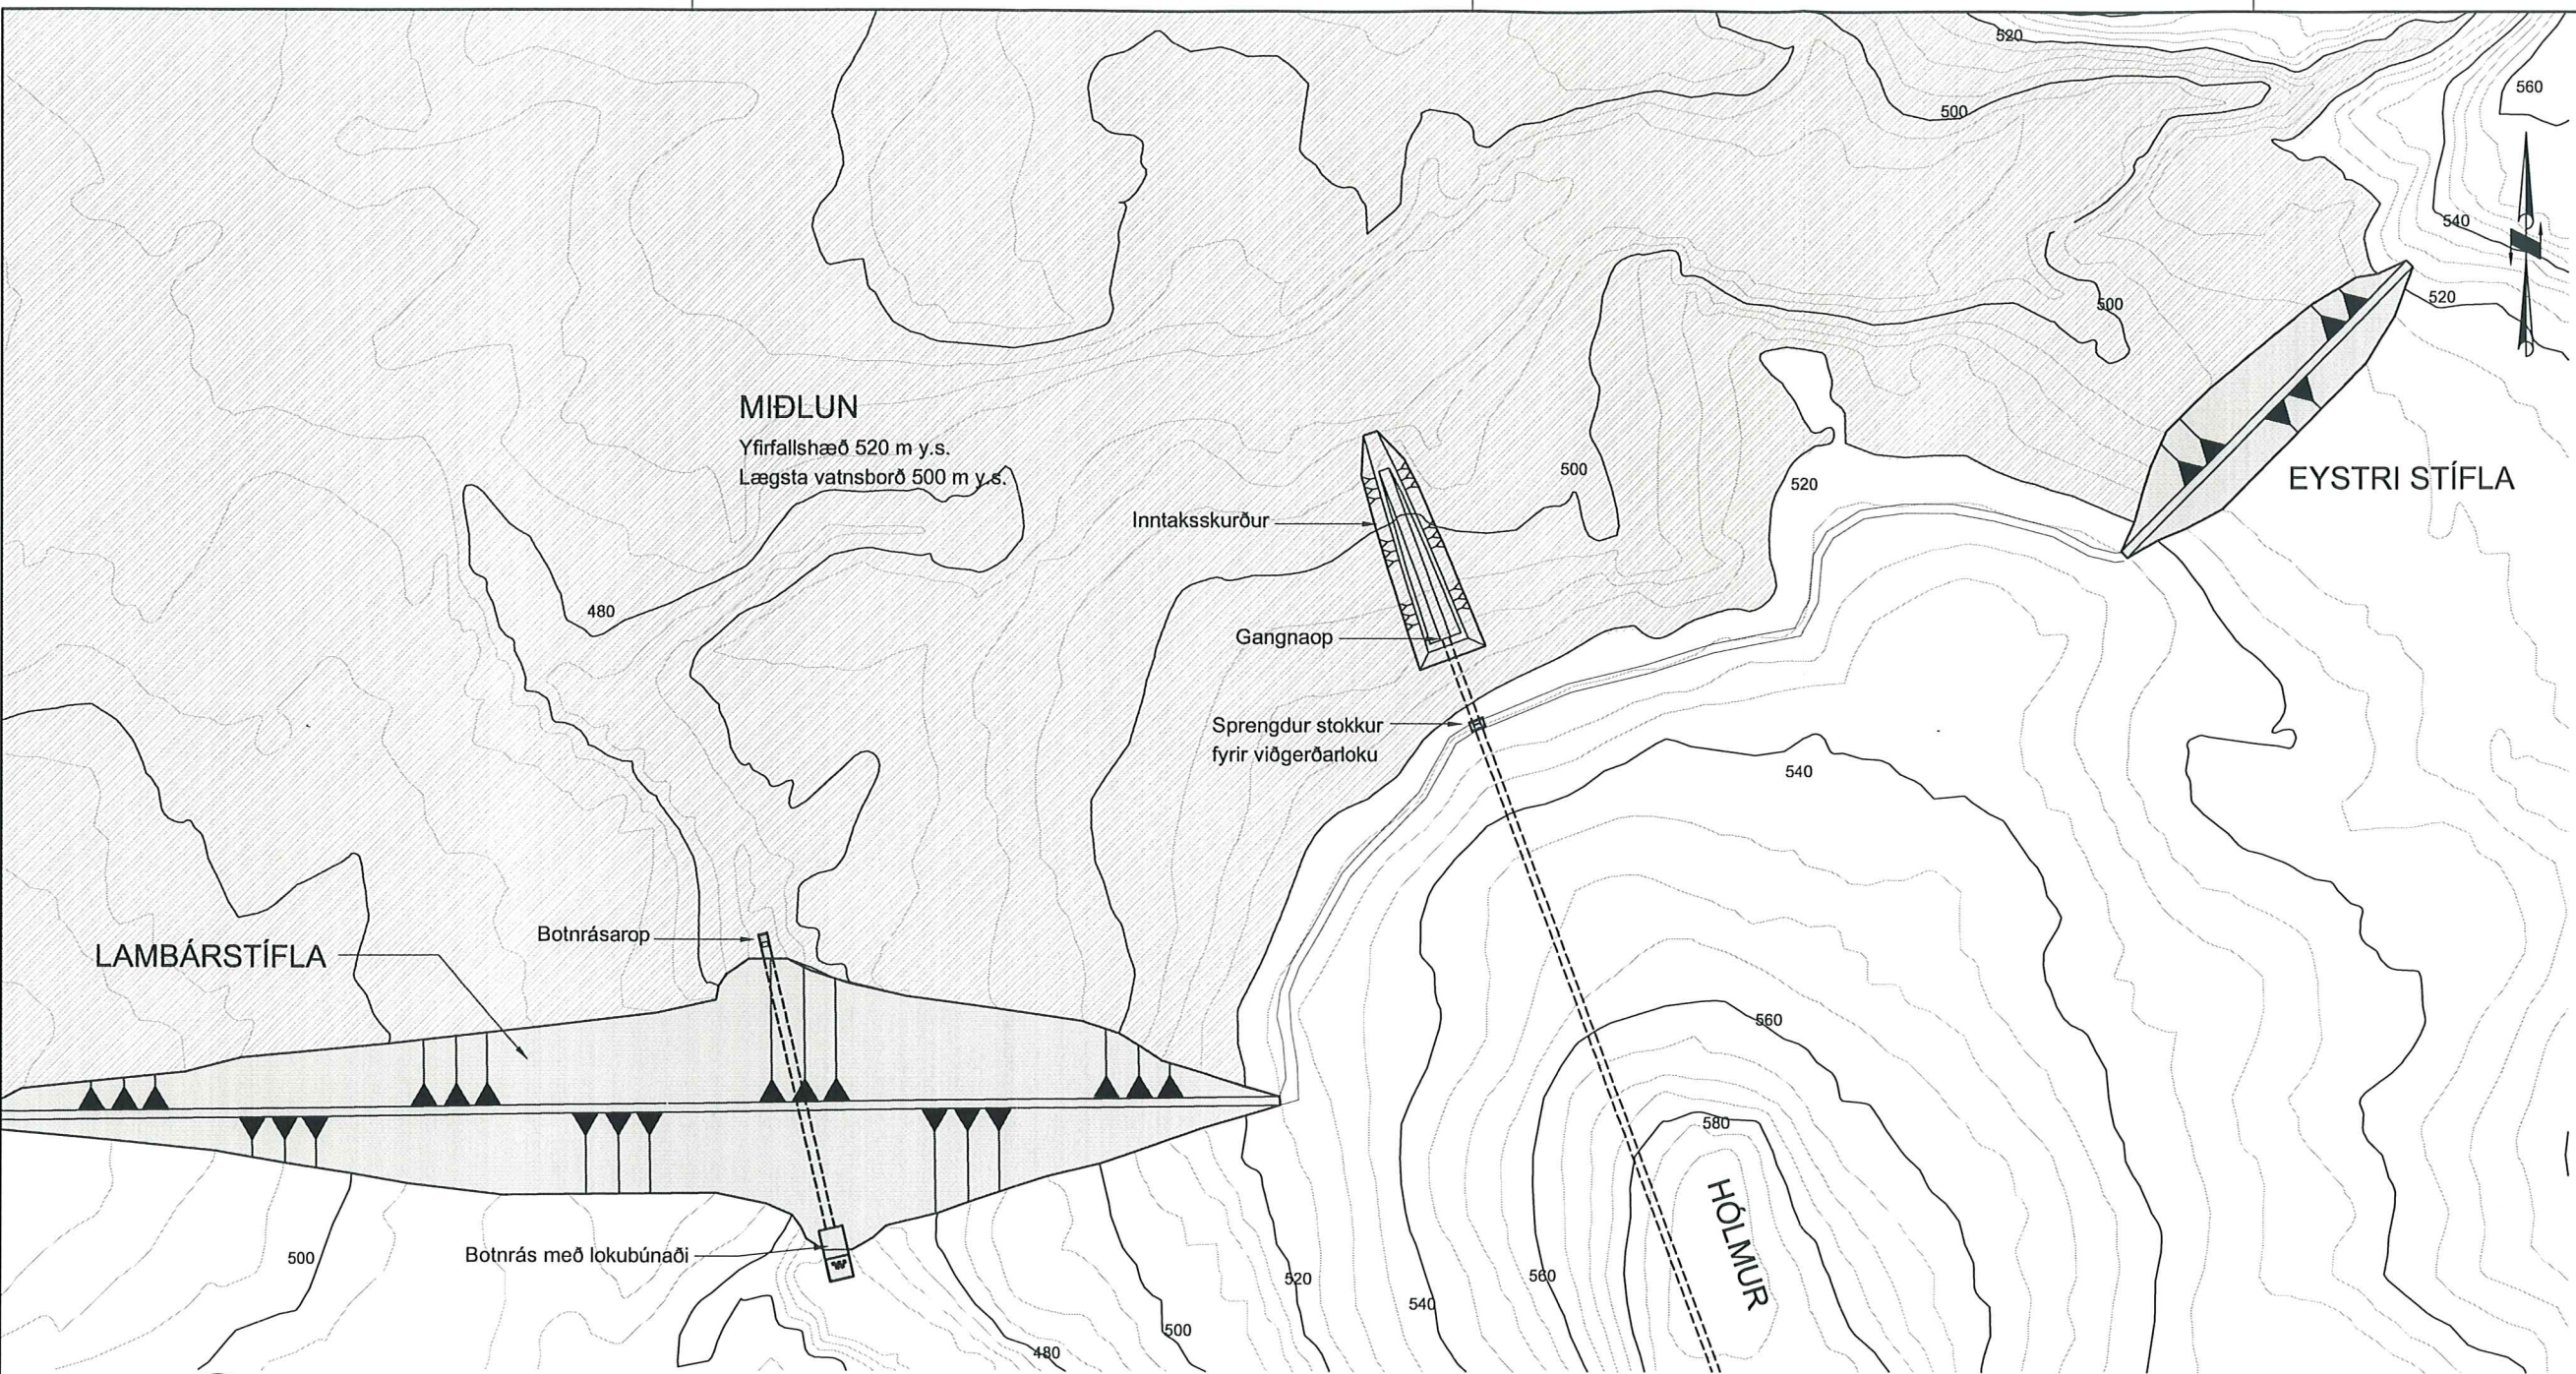 520
560
500
540
520
500
MIÐLUN
Yfirfallshæð 520 m y.s.
Lægsta vatnsborð 500 m y.s.
500
520
EYSTRI STÍFLA
Inntaksskurður
480
Gangnaop
Sprengdur stokkur
fyrir viðgerðarloku
540
Botnrásarop
LAMBÁRSTÍFLA
560
580
HÓLMUR
500
Botnrás með lokubúnaði
520
560
540
500
480